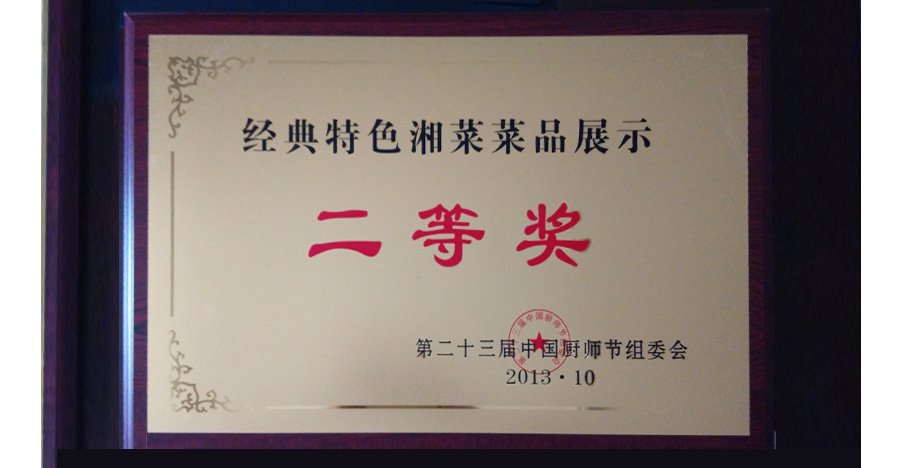 经典特色湘菜菜品展示
二等奖
第二十三届中国厨师节组委会
2013·10